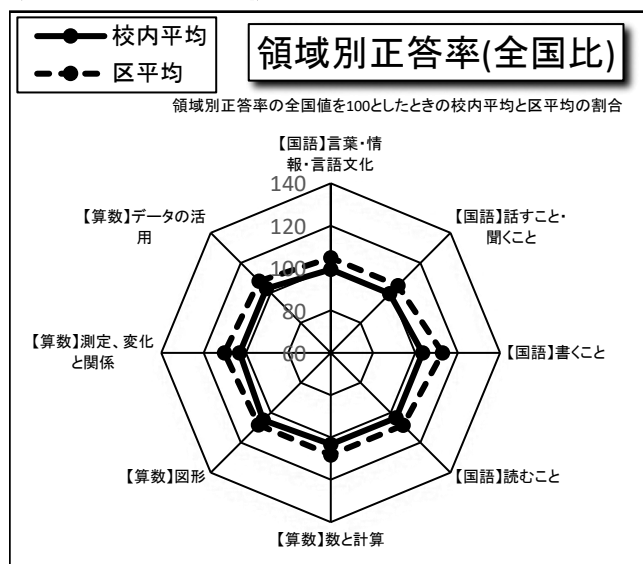 校内平均
区平均
領域別正答率(全国比)
領域別正答率の全国値を100としたときの校内平均と区平均の割合
【国語】言葉・情
報・言語文化
【国語】話すこと・
聞くこと
【国語】書くこと
【国語】読むこと
【算数】数と計算
【算数】図形
【算数】測定、変化
と関係
【算数】データの活
用
140
120
100
80
60